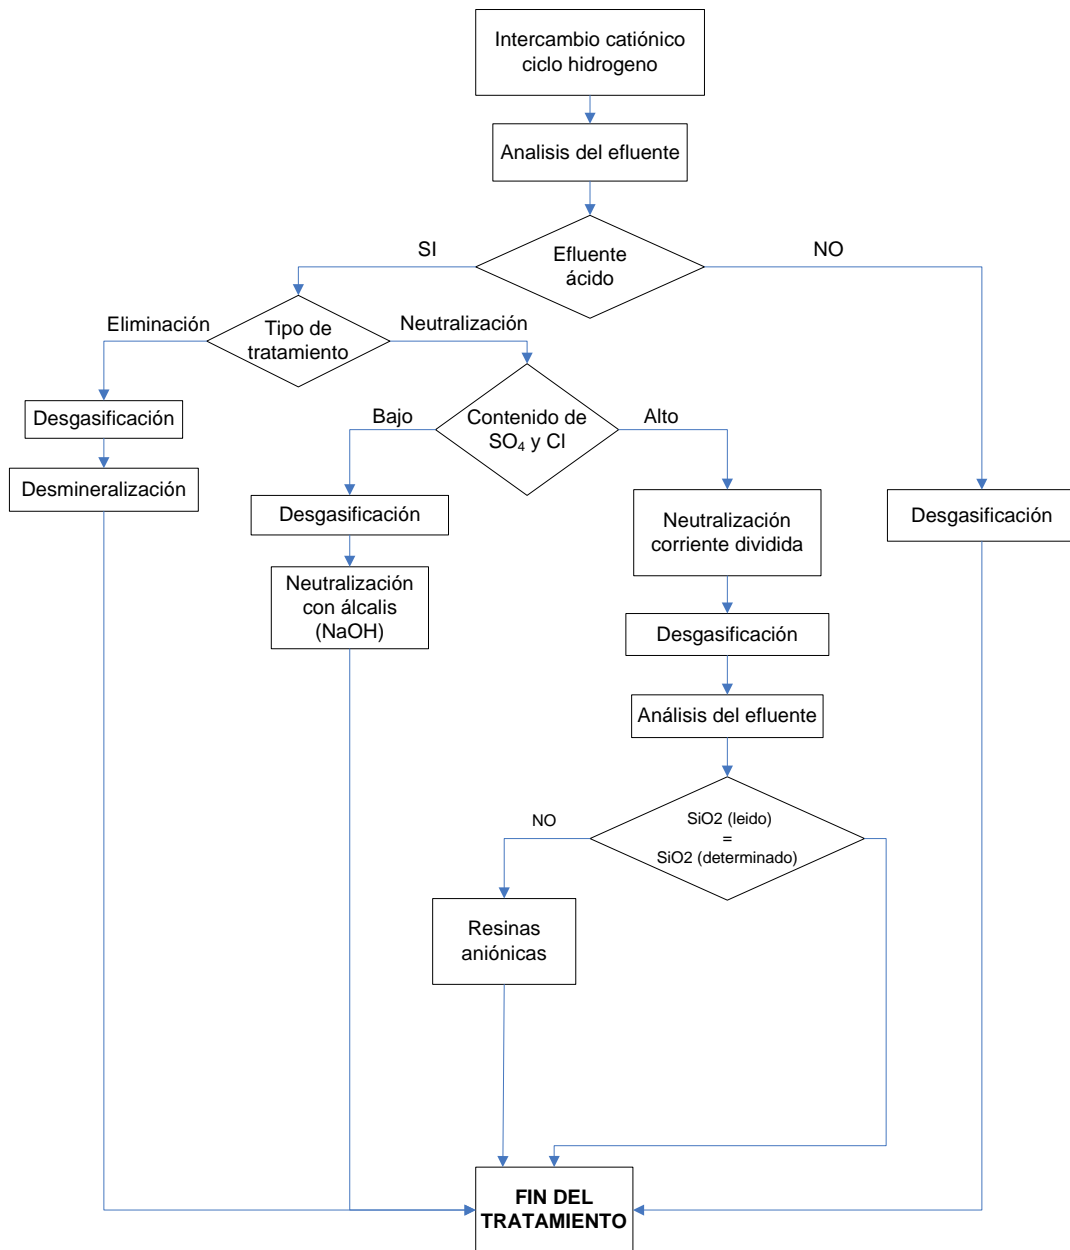 Intercambio catiónico
ciclo hidrogeno
Analisis del efluente
SI
Efluente
ácido
NO
Eliminación
Tipo de
tratamiento
Neutralización
Desgasificación
Bajo
Contenido de
SO₄ y Cl
Alto
Desmineralización
Desgasificación
Neutralización
corriente dividida
Desgasificación
Neutralización
con álcalis
(NaOH)
Desgasificación
Análisis del efluente
NO
SiO2 (leido)
=
SiO2 (determinado)
Resinas
aniónicas
FIN DEL
TRATAMIENTO